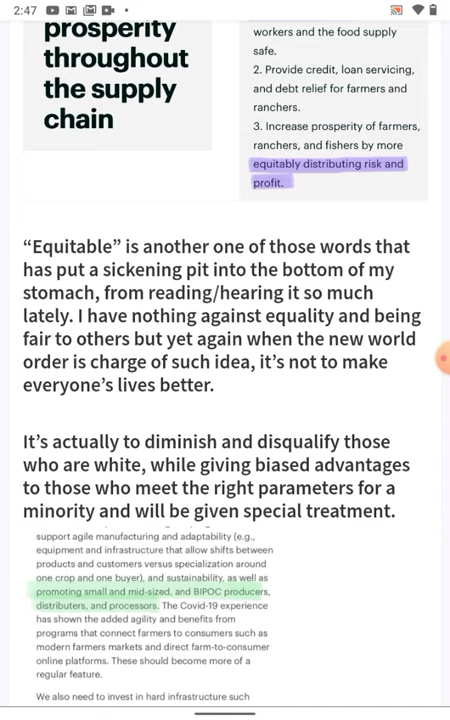 2:47
prosperity
throughout
the supply
chain
workers and the food supply
safe.
2. Provide credit, loan servicing,
and debt relief for farmers and
ranchers.
3. Increase prosperity of farmers,
ranchers, and fishers by more
equitably distributing risk and
profit.
“Equitable” is another one of those words that
has put a sickening pit into the bottom of my
stomach, from reading/hearing it so much
lately. I have nothing against equality and being
fair to others but yet again when the new world
order is charge of such idea, it’s not to make
everyone’s lives better.
It’s actually to diminish and disqualify those
who are white, while giving biased advantages
to those who meet the right parameters for a
minority and will be given special treatment.
support agile manufacturing and adaptability (e.g.,
equipment and infrastructure that allow shifts between
products and customers versus specialization around
one crop and one buyer), and sustainability, as well as
promoting small and mid-sized, and BIPOC producers,
distributers, and processors. The Covid-19 experience
has shown the added agility and benefits from
programs that connect farmers to consumers such as
modern farmers markets and direct farm-to-consumer
online platforms. These should become more of a
regular feature.
We also need to invest in hard infrastructure such